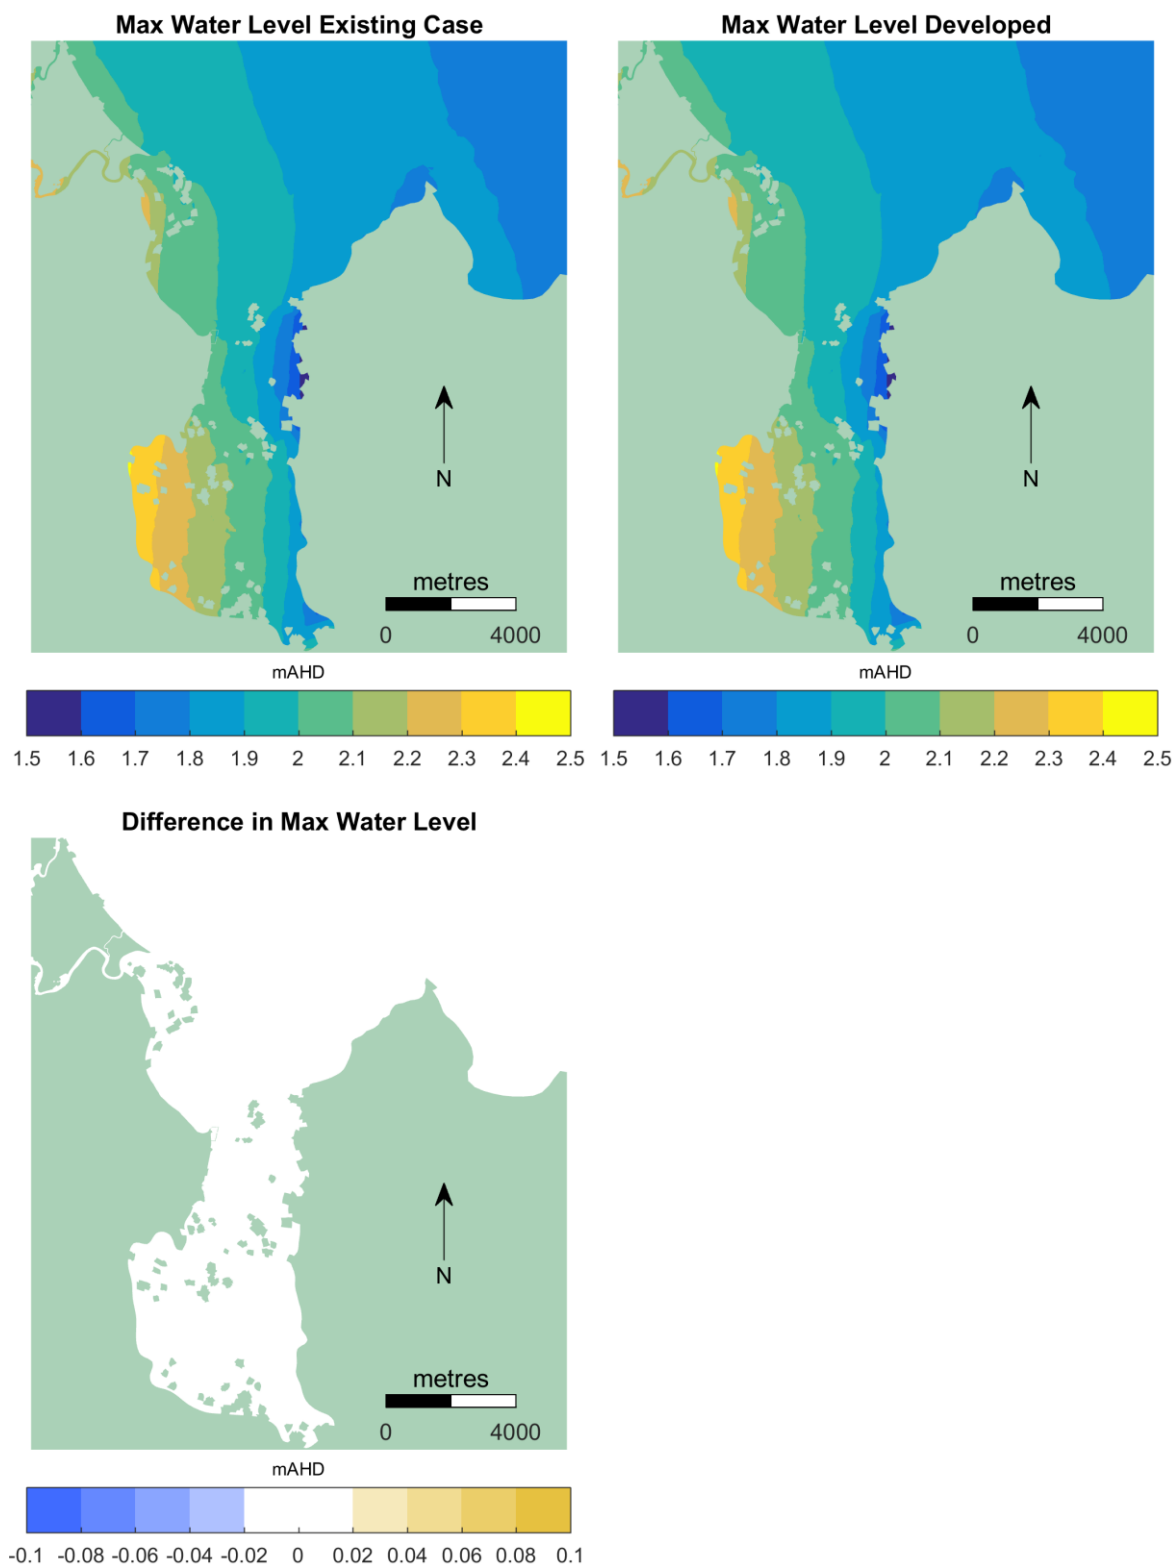 Max Water Level Existing Case
Max Water Level Developed
N
N
metres
metres
0 4000
0 4000
mAHD
mAHD
1.5 1.6 1.7 1.8 1.9 2 2.1 2.2 2.3 2.4 2.5
1.5 1.6 1.7 1.8 1.9 2 2.1 2.2 2.3 2.4 2.5
Difference in Max Water Level
N
metres
0 4000
mAHD
-0.1 -0.08 -0.06 -0.04 -0.02 0 0.02 0.04 0.06 0.08 0.1